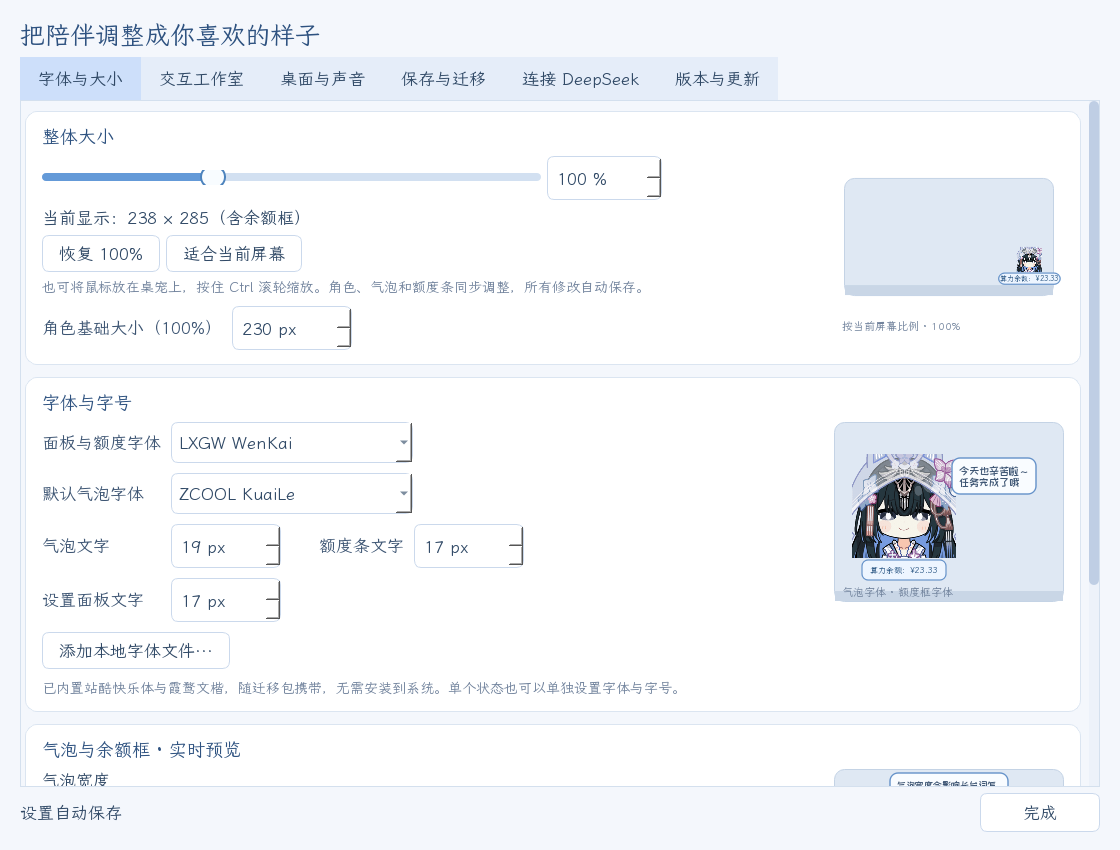 把陪伴调整成你喜欢的样子
字体与大小 交互工作室 桌面与声音 保存与迁移 连接 DeepSeek 版本与更新
整体大小
100 %
当前显示：238 × 285（含余额框）
恢复 100% 适合当前屏幕
也可将鼠标放在桌宠上，按住 Ctrl 滚轮缩放。角色、气泡和额度条同步调整，所有修改自动保存。
角色基础大小（100%） 230 px
算力余额：¥23.33
按当前屏幕比例·100%
字体与字号
面板与额度字体 LXGW WenKai
默认气泡字体 ZCOOL KuaiLe
气泡文字 19 px 额度条文字 17 px
设置面板文字 17 px
添加本地字体文件…
已内置站酷快乐体与霞鹜文楷，随迁移包携带，无需安装到系统。单个状态也可以单独设置字体与字号。
今天也辛苦啦~
任务完成了哦
算力余额：¥23.33
气泡字体·额度框字体
气泡与余额框·实时预览
气泡宽度
设置自动保存
完成